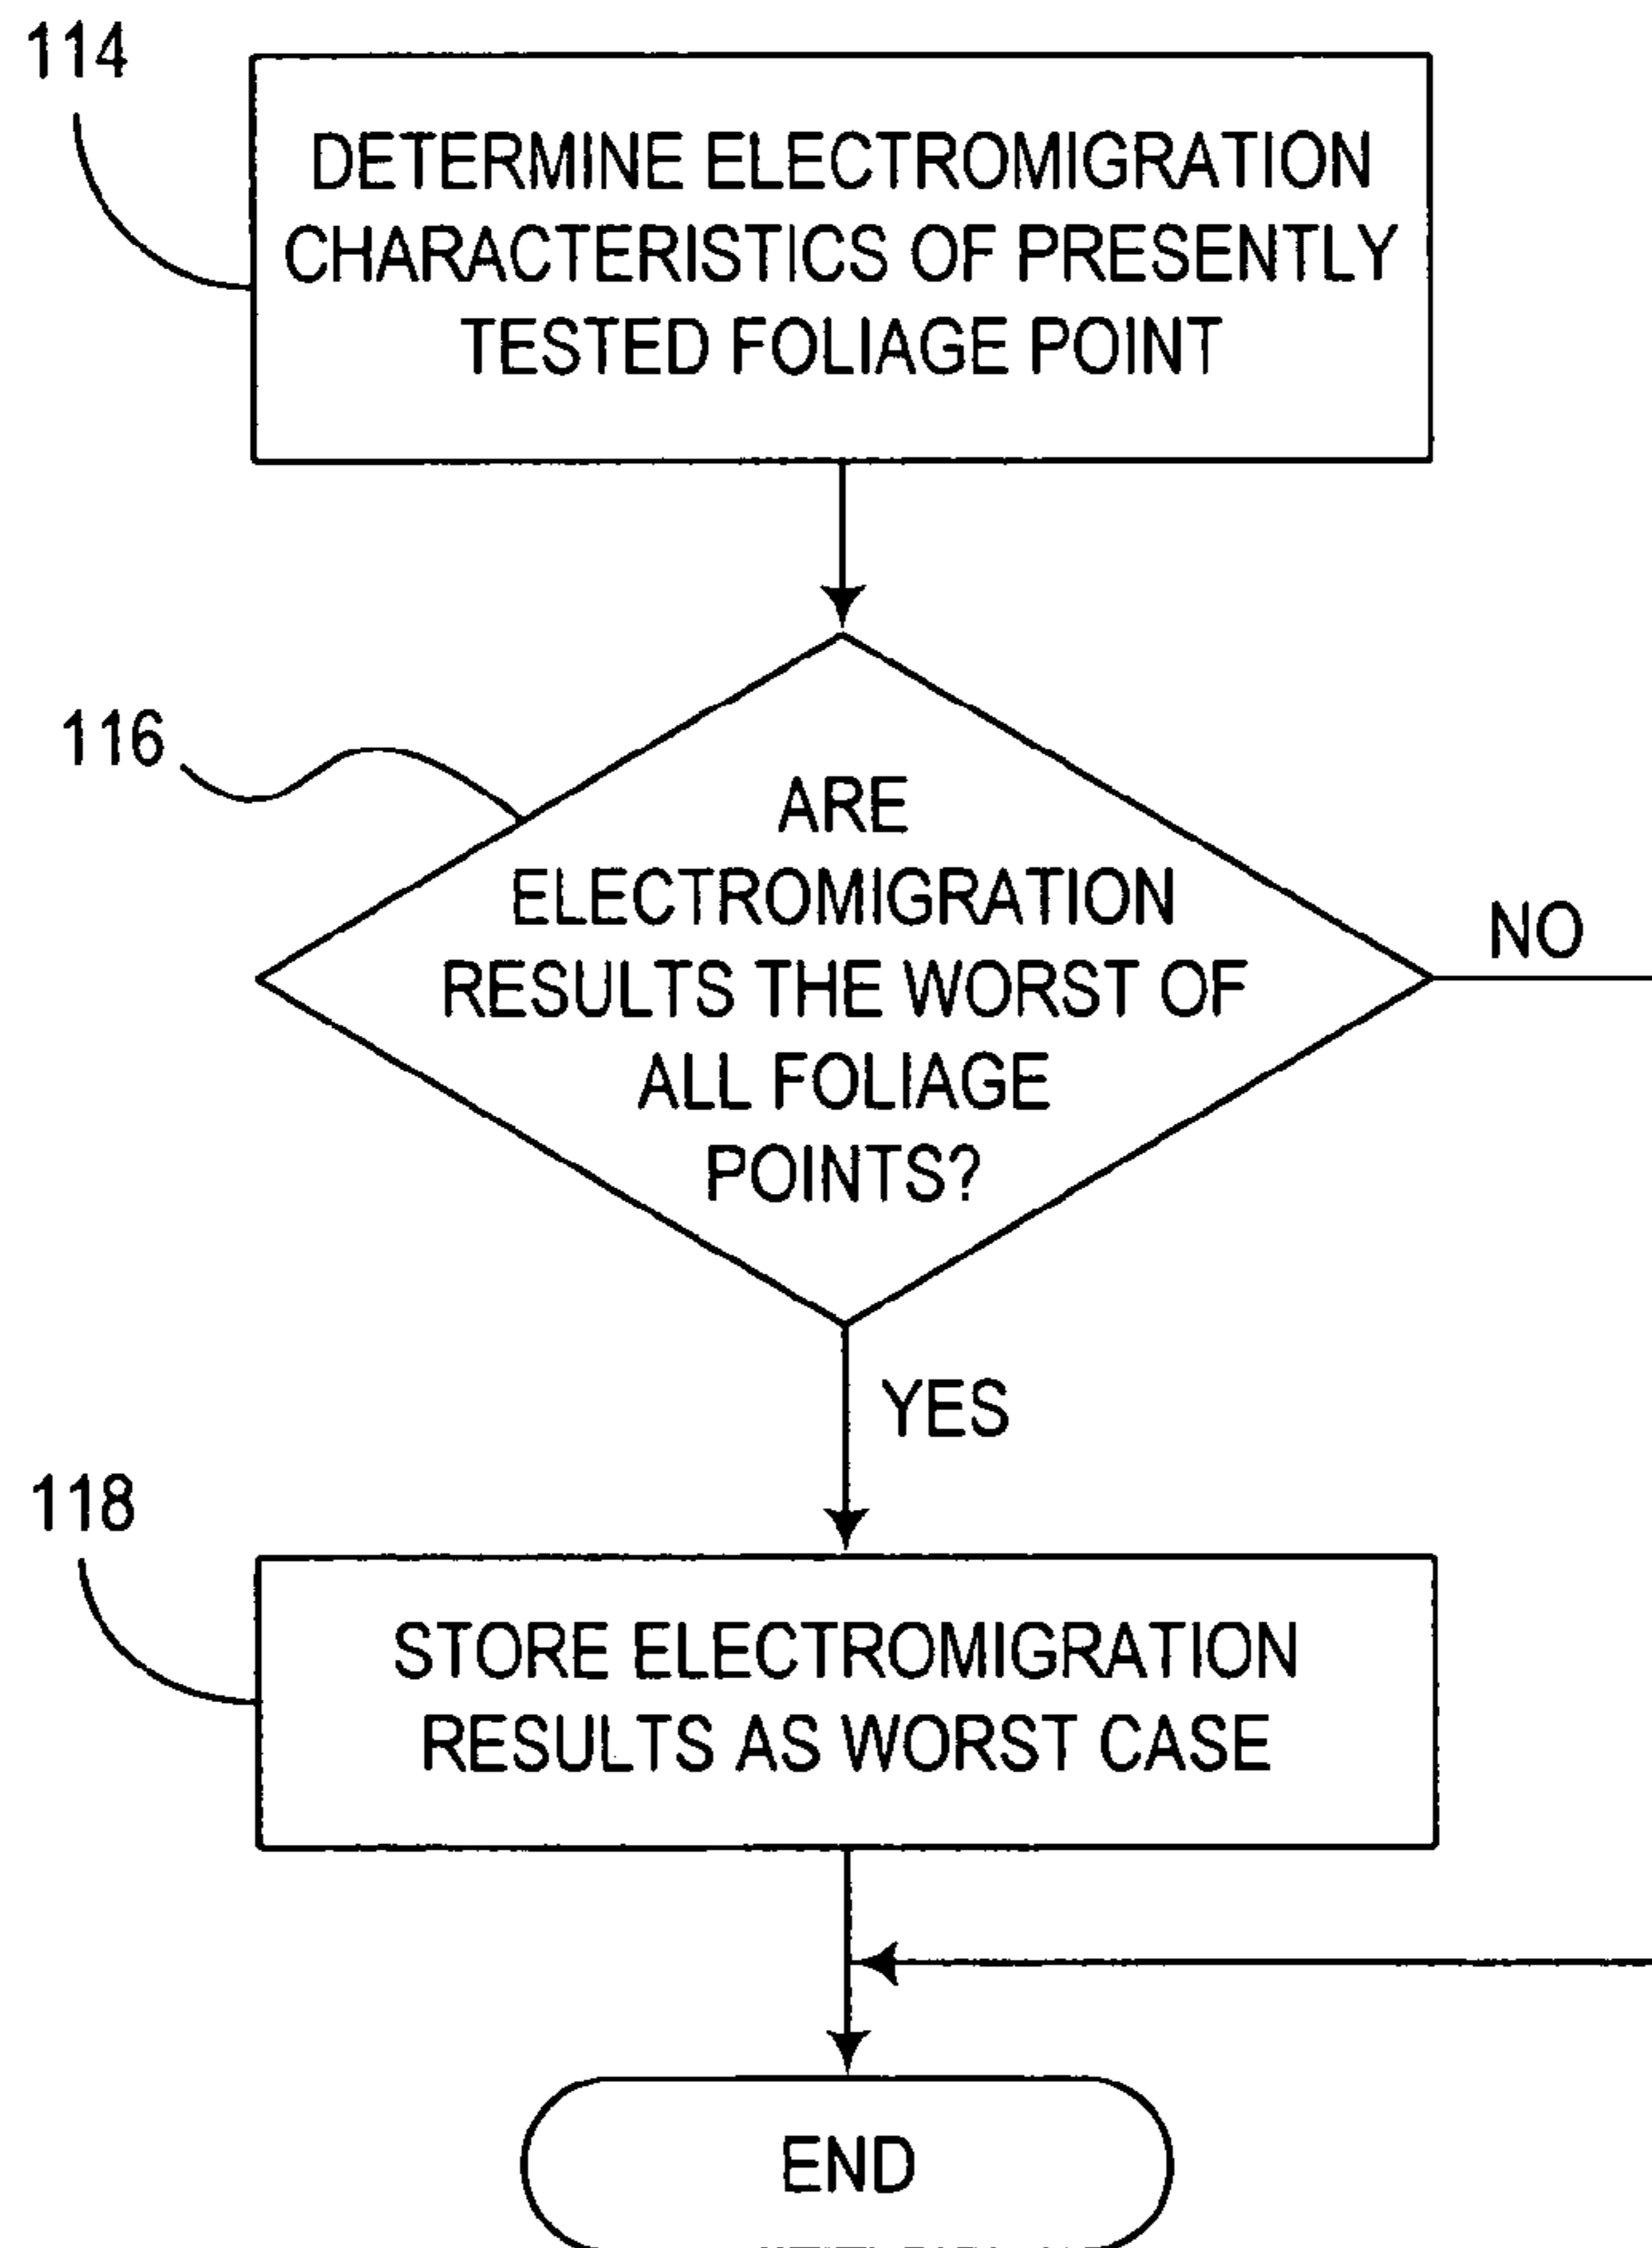 114
DETERMINE ELECTROMIGRATION
CHARACTERISTICS OF PRESENTLY
TESTED FOLIAGE POINT
116
ARE
ELECTROMIGRATION
RESULTS THE WORST OF
ALL FOLIAGE
POINTS?
NO
YES
118
STORE ELECTROMIGRATION
RESULTS AS WORST CASE
END